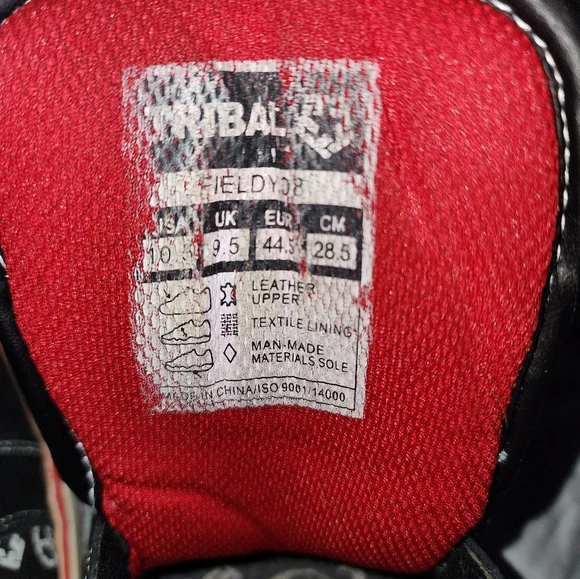 TRIBAL
FIELDY08
USA UK EUR CM
10.5 9.5 44.5 28.5
LEATHER
UPPER
TEXTILE LINING
MAN-MADE
MATERIALS SOLE
MADE IN CHINA/ISO 9001/14000